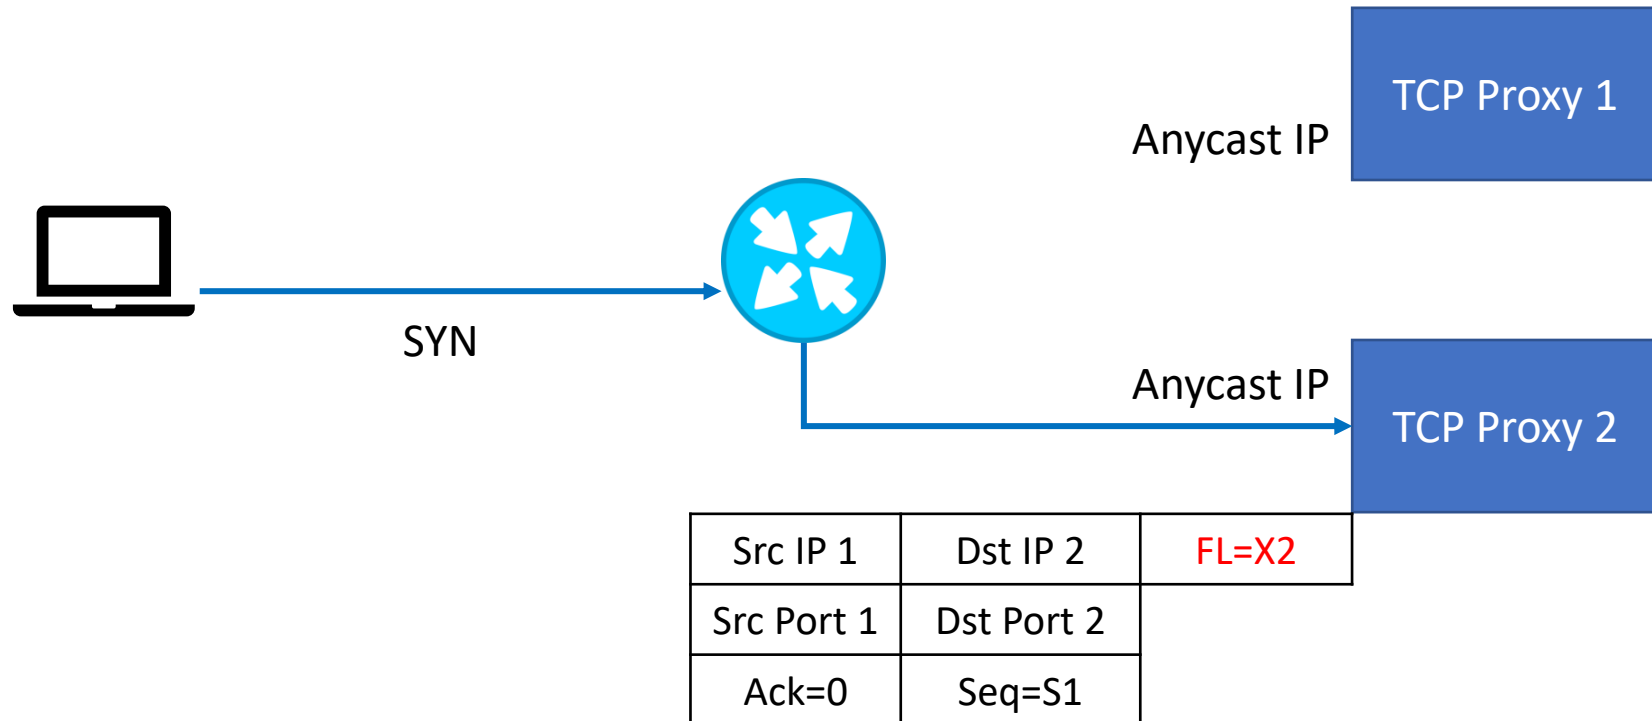 TCP Proxy 1
Anycast IP
SYN
Anycast IP
TCP Proxy 2
Src IP 1 Dst IP 2 FL=X2
Src Port 1 Dst Port 2
Ack=0 Seq=S1